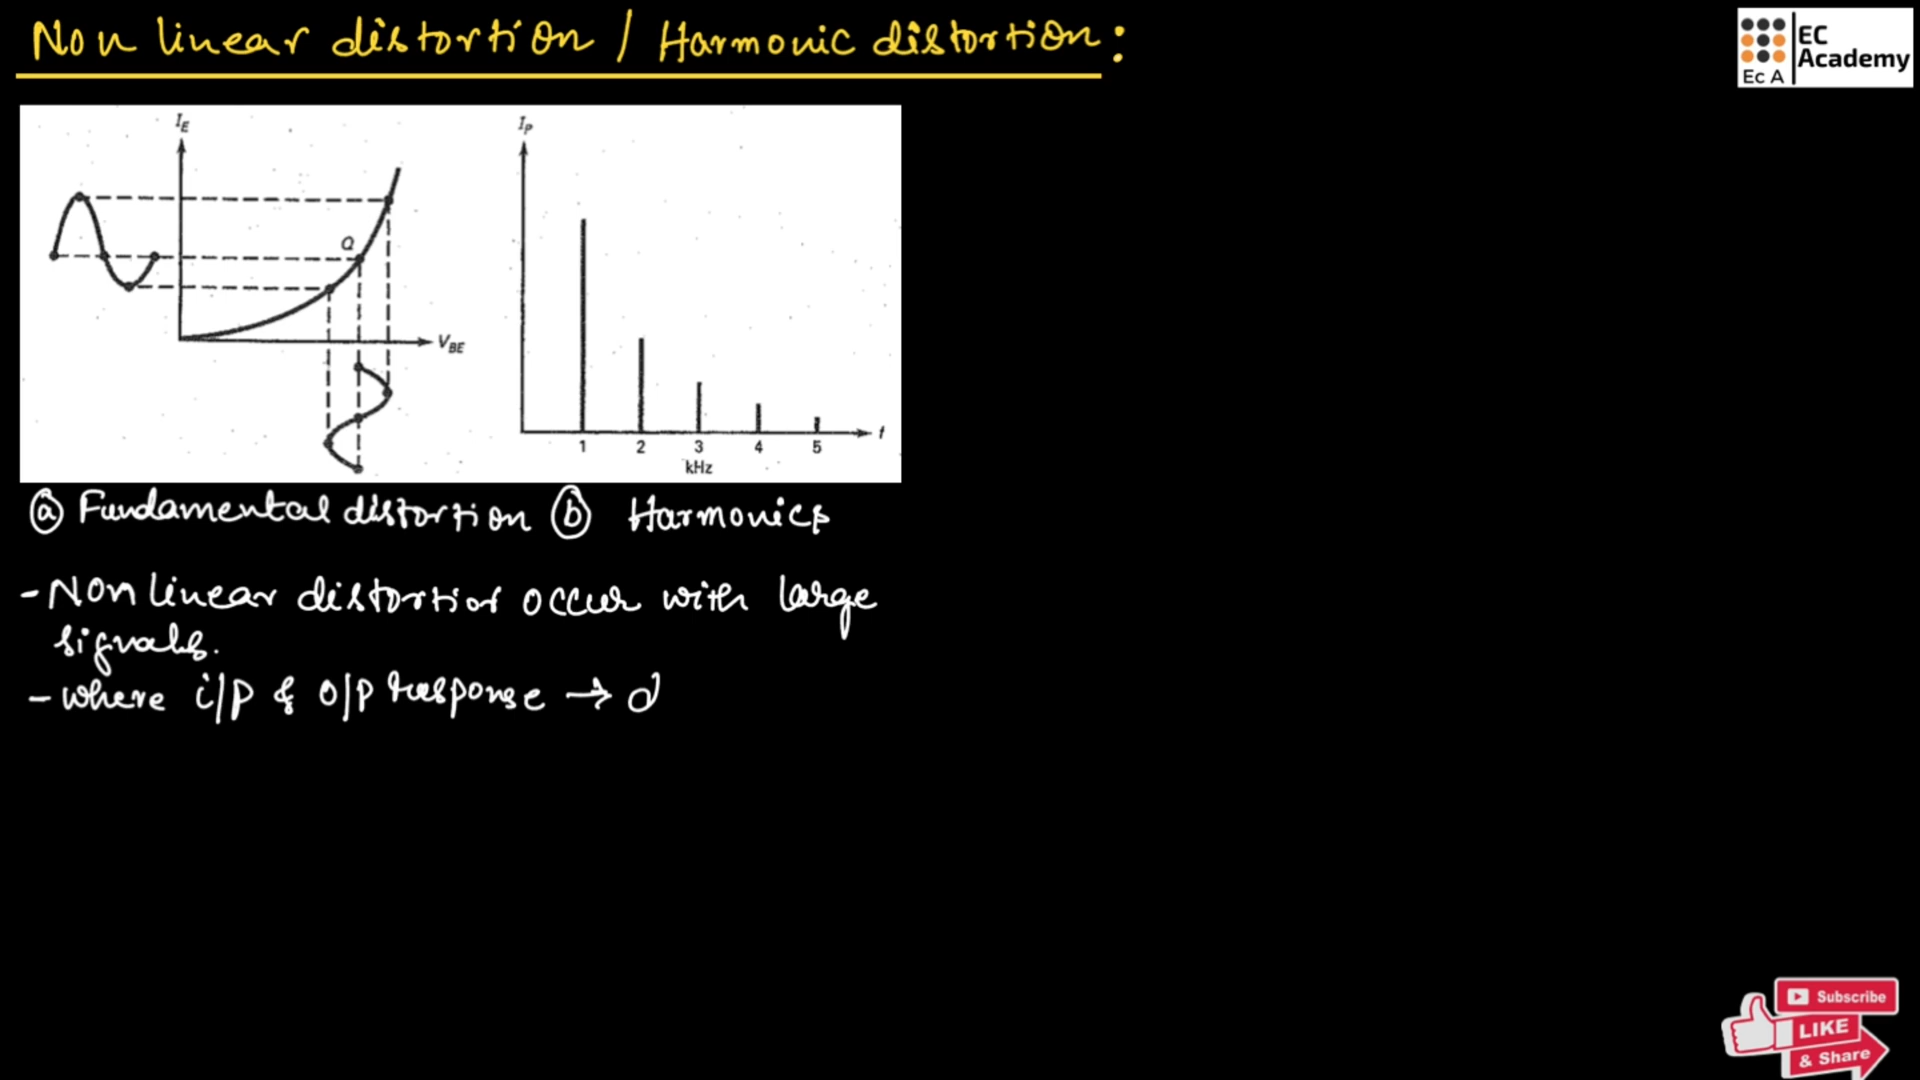 Non linear distortion / Harmonic distortion :
EC
Academy
Ec A
I_E
I_P
Q
V_BE
f
1 2 3 4 5
kHz
ⓐ Fundamental distortion ⓑ Harmonics
- Non linear distortion occur with large
signals.
- where i/p & o/p response → d
Subscribe
LIKE
& Share